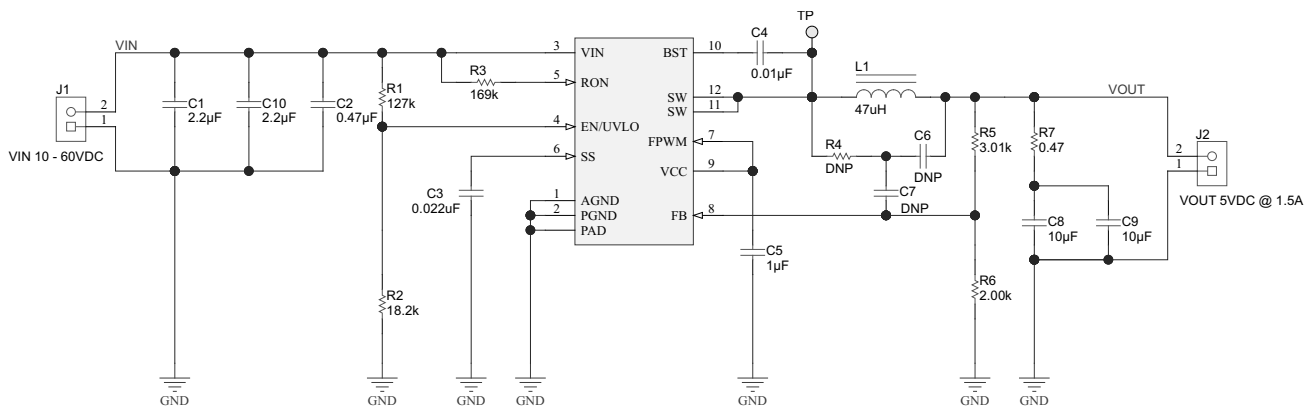 TP
VIN
J1
2
1
VIN 10 - 60VDC
C1
2.2µF
C10
2.2µF
C2
0.47µF
R1
127k
R2
18.2k
R3
169k
C3
0.022uF
3
VIN
5
RON
4
EN/UVLO
6
SS
1
AGND
2
PGND
PAD
BST
10
SW
12
SW
11
FPWM
7
VCC
9
FB
8
C4
0.01µF
L1
47uH
R4
DNP
C6
DNP
C7
DNP
C5
1µF
R5
3.01k
R6
2.00k
R7
0.47
C8
10µF
C9
10µF
VOUT
J2
2
1
VOUT 5VDC @ 1.5A
GND
GND
GND
GND
GND
GND
GND